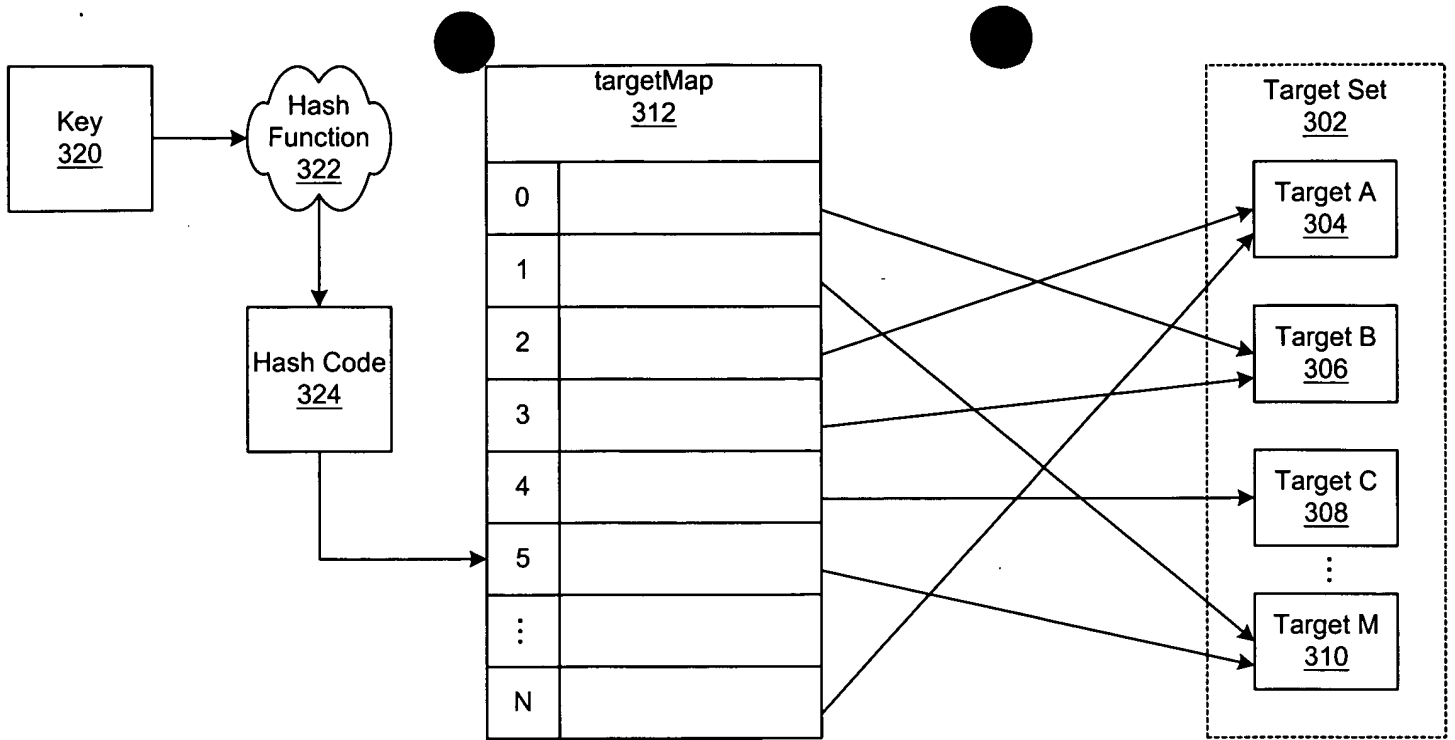 Key
320
Hash
Function
322
Hash Code
324
targetMap
312
0
1
2
3
4
5
⋮
N
Target Set
302
Target A
304
Target B
306
Target C
308
⋮
Target M
310